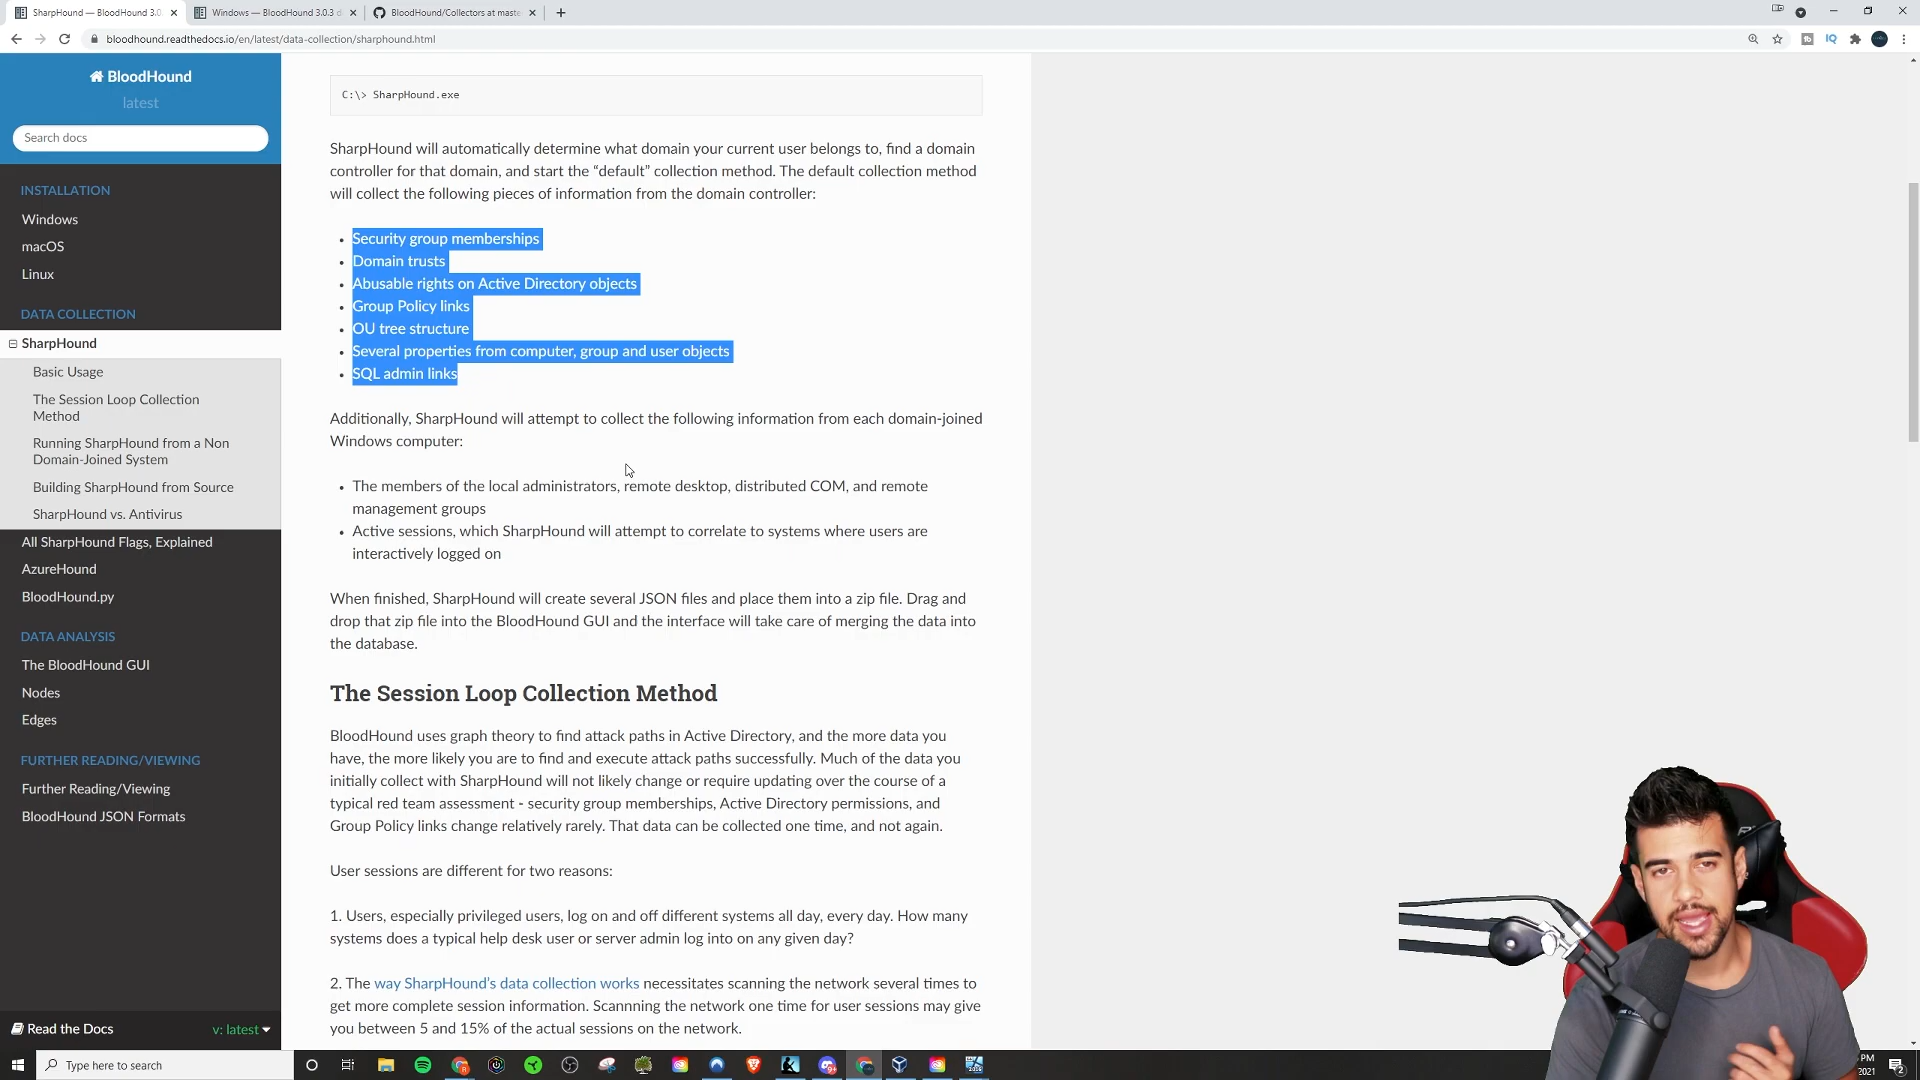 SharpHound — BloodHound 3.0.
Windows — BloodHound 3.0.3 d
BloodHound/Collectors at maste
bloodhound.readthedocs.io/en/latest/data-collection/sharphound.html
BloodHound
latest
Search docs
INSTALLATION
Windows
macOS
Linux
DATA COLLECTION
SharpHound
Basic Usage
The Session Loop Collection
Method
Running SharpHound from a Non
Domain-Joined System
Building SharpHound from Source
SharpHound vs. Antivirus
All SharpHound Flags, Explained
AzureHound
BloodHound.py
DATA ANALYSIS
The BloodHound GUI
Nodes
Edges
FURTHER READING/VIEWING
Further Reading/Viewing
BloodHound JSON Formats
Read the Docs
v: latest
C:\> SharpHound.exe
SharpHound will automatically determine what domain your current user belongs to, find a domain
controller for that domain, and start the “default” collection method. The default collection method
will collect the following pieces of information from the domain controller:
• Security group memberships
• Domain trusts
• Abusable rights on Active Directory objects
• Group Policy links
• OU tree structure
• Several properties from computer, group and user objects
• SQL admin links
Additionally, SharpHound will attempt to collect the following information from each domain-joined
Windows computer:
• The members of the local administrators, remote desktop, distributed COM, and remote
management groups
• Active sessions, which SharpHound will attempt to correlate to systems where users are
interactively logged on
When finished, SharpHound will create several JSON files and place them into a zip file. Drag and
drop that zip file into the BloodHound GUI and the interface will take care of merging the data into
the database.
The Session Loop Collection Method
BloodHound uses graph theory to find attack paths in Active Directory, and the more data you
have, the more likely you are to find and execute attack paths successfully. Much of the data you
initially collect with SharpHound will not likely change or require updating over the course of a
typical red team assessment - security group memberships, Active Directory permissions, and
Group Policy links change relatively rarely. That data can be collected one time, and not again.
User sessions are different for two reasons:
1. Users, especially privileged users, log on and off different systems all day, every day. How many
systems does a typical help desk user or server admin log into on any given day?
2. The way SharpHound’s data collection works necessitates scanning the network several times to
get more complete session information. Scannning the network one time for user sessions may give
you between 5 and 15% of the actual sessions on the network.
Type here to search
PM
2021